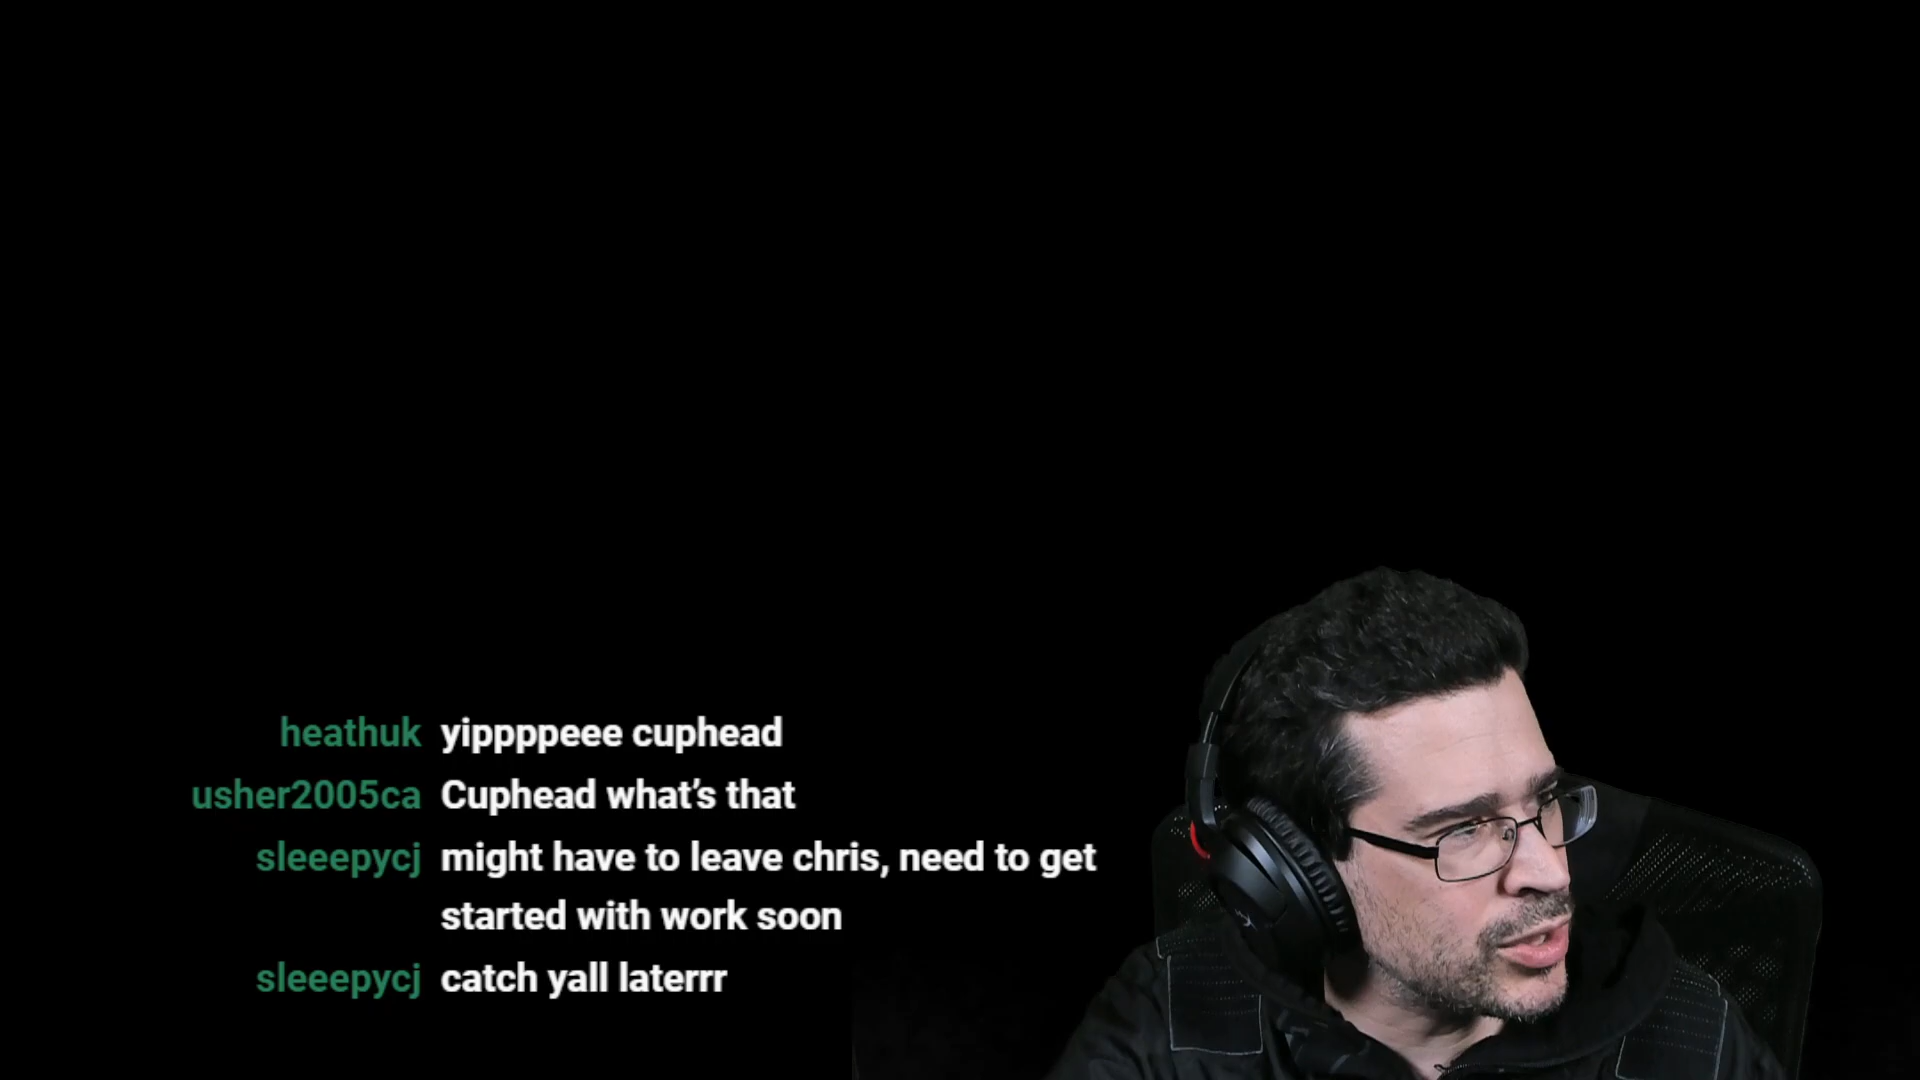 heathuk yippppeee cuphead
usher2005ca Cuphead what’s that
sleeepycj might have to leave chris, need to get
started with work soon
sleeepycj catch yall laterrr